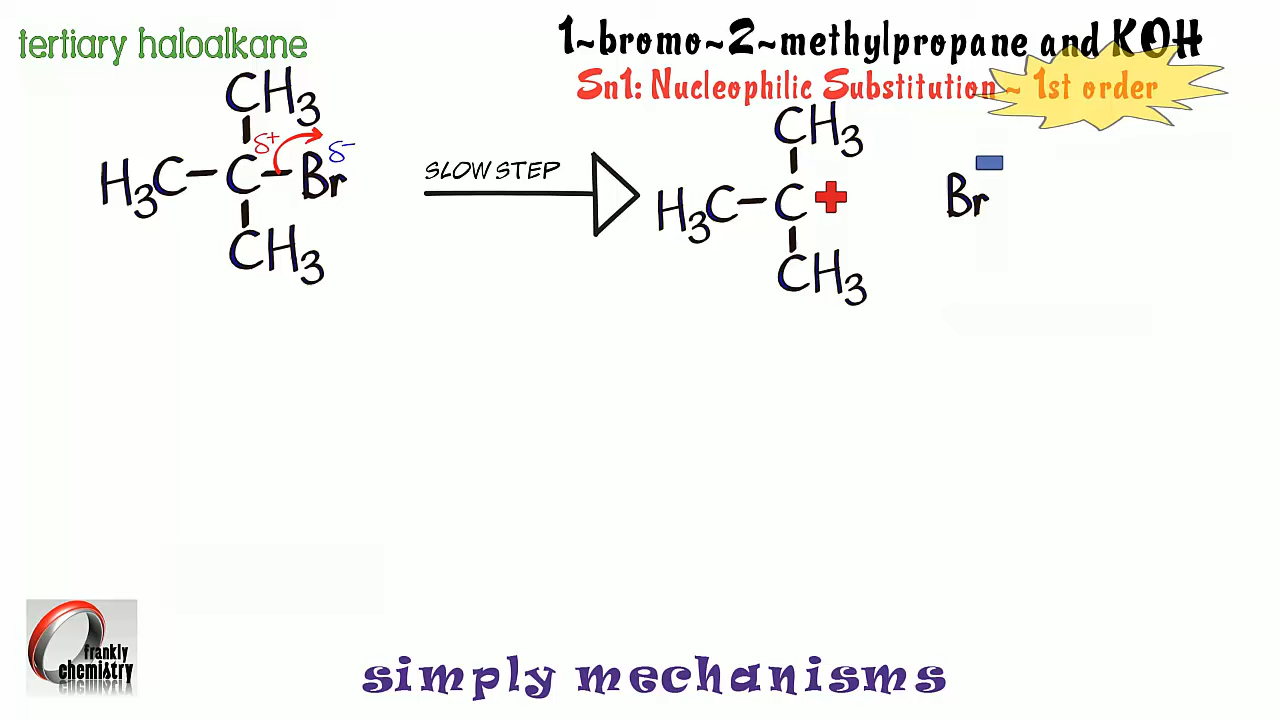 tertiary haloalkane
1~bromo~2~methylpropane and KOH
Sn1: Nucleophilic Substitution ~ 1st order
CH3
δ+
δ-
H3C C Br
CH3
SLOW STEP
CH3
H3C C +
CH3
Br -
frankly
chemistry
simply mechanisms